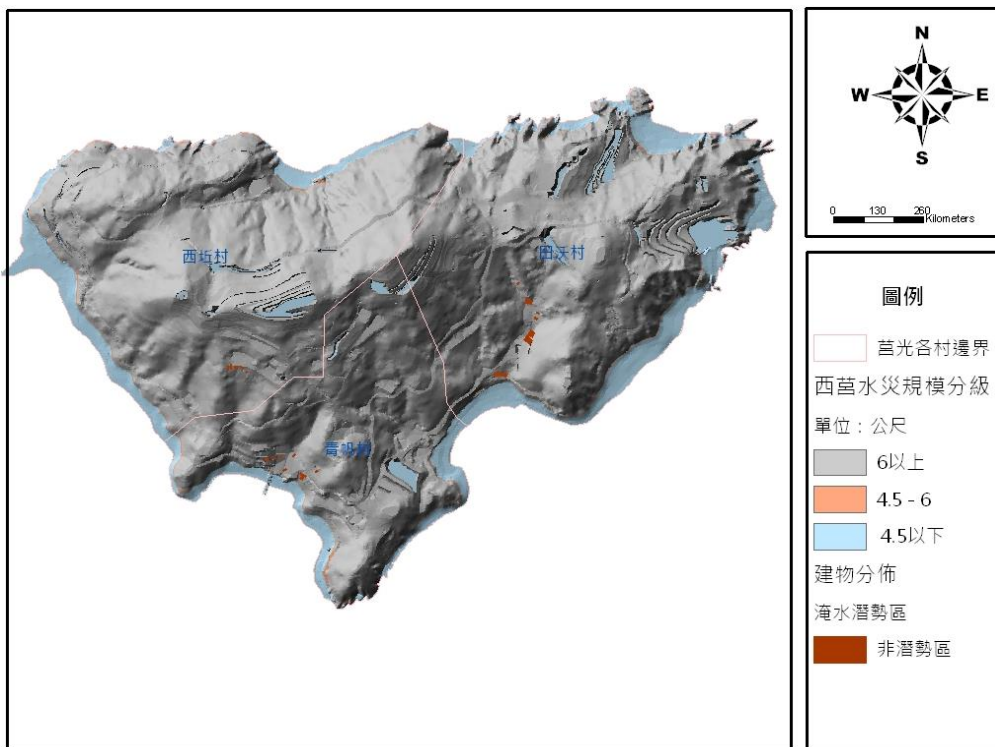 西坵村
田沃村
青帆村
N
W
E
S
0 130 260
Kilometers
圖例
莒光各村邊界
西莒水災規模分級
單位：公尺
6以上
4.5 - 6
4.5以下
建物分佈
淹水潛勢區
非潛勢區